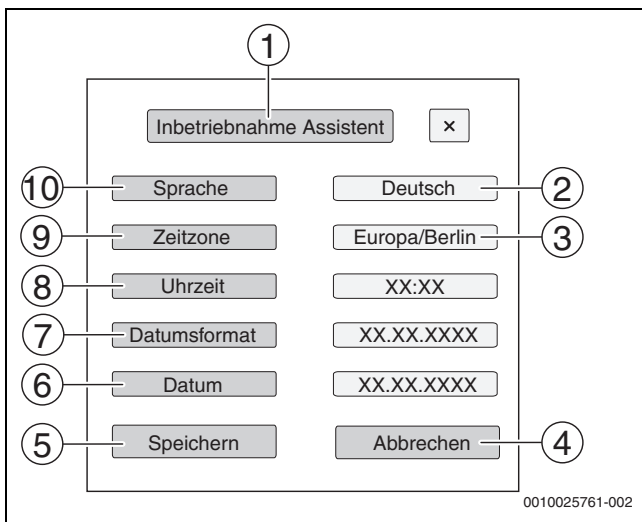 1
Inbetriebnahme Assistent ×
10 Sprache Deutsch 2
9 Zeitzone Europa/Berlin 3
8 Uhrzeit XX:XX
7 Datumsformat XX.XX.XXXX
6 Datum XX.XX.XXXX
5 Speichern Abbrechen 4
0010025761-002